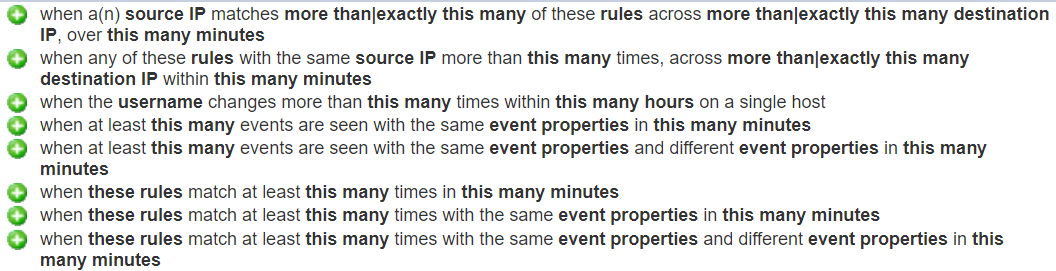 when a(n) source IP matches more than|exactly this many of these rules across more than|exactly this many destination
IP, over this many minutes
when any of these rules with the same source IP more than this many times, across more than|exactly this many
destination IP within this many minutes
when the username changes more than this many times within this many hours on a single host
when at least this many events are seen with the same event properties in this many minutes
when at least this many events are seen with the same event properties and different event properties in this many
minutes
when these rules match at least this many times in this many minutes
when these rules match at least this many times with the same event properties in this many minutes
when these rules match at least this many times with the same event properties and different event properties in this
many minutes